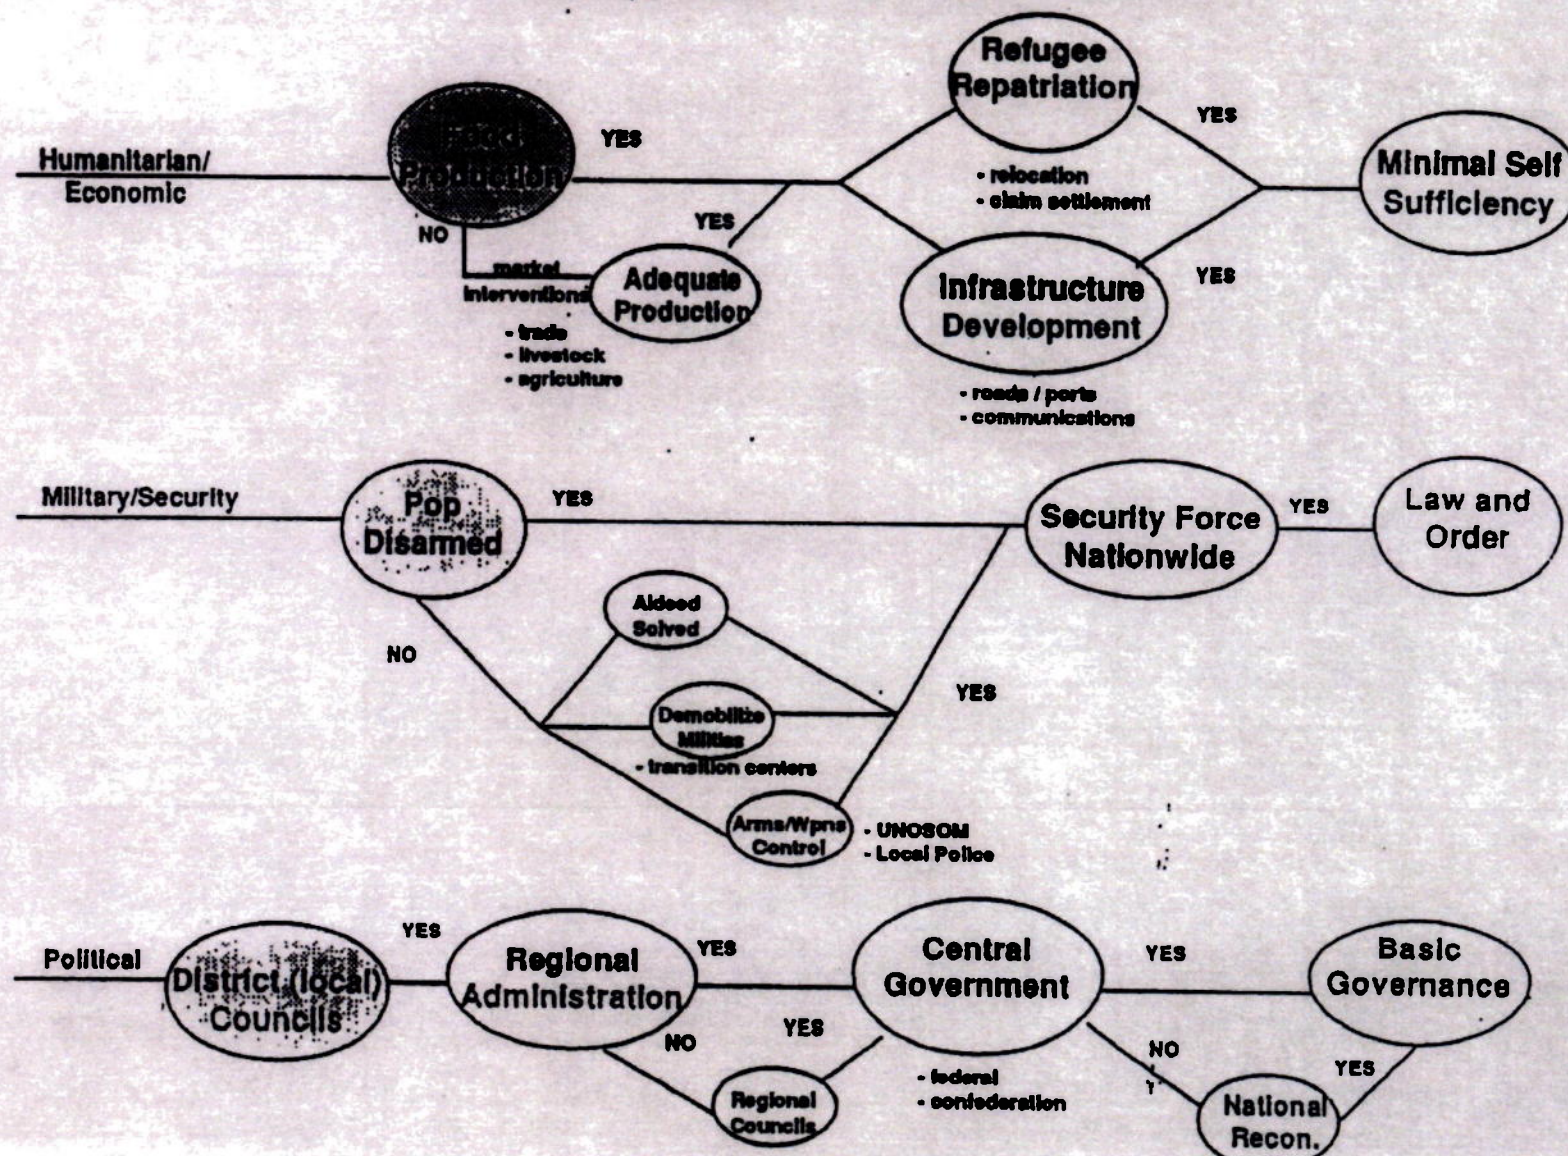 Humanitarian/
Economic
Food
Production
YES
NO
market
interventions
- trade
- livestock
- agriculture
YES
Adequate
Production
Refugee
Repatriation
- relocation
- claim settlement
YES
Infrastructure
Development
- roads / ports
- communications
YES
Minimal Self
Sufficiency
Military/Security
Pop
Disarmed
YES
NO
Aideed
Solved
Demobilize
Militias
- transition centers
Arms/Wpns
Control
- UNOSOM
- Local Police
YES
Security Force
Nationwide
YES
Law and
Order
Political
District (local)
Councils
YES
Regional
Administration
YES
NO
Regional
Councils
YES
Central
Government
- federal
- confederation
YES
NO
National
Recon.
YES
Basic
Governance